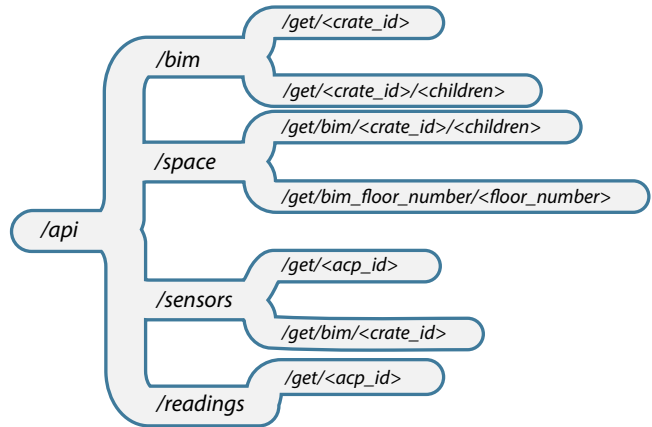 /get/<crate_id>
/bim
/get/<crate_id>/<children>
/get/bim/<crate_id>/<children>
/space
/get/bim_floor_number/<floor_number>
/api
/get/<acp_id>
/sensors
/get/bim/<crate_id>
/get/<acp_id>
/readings